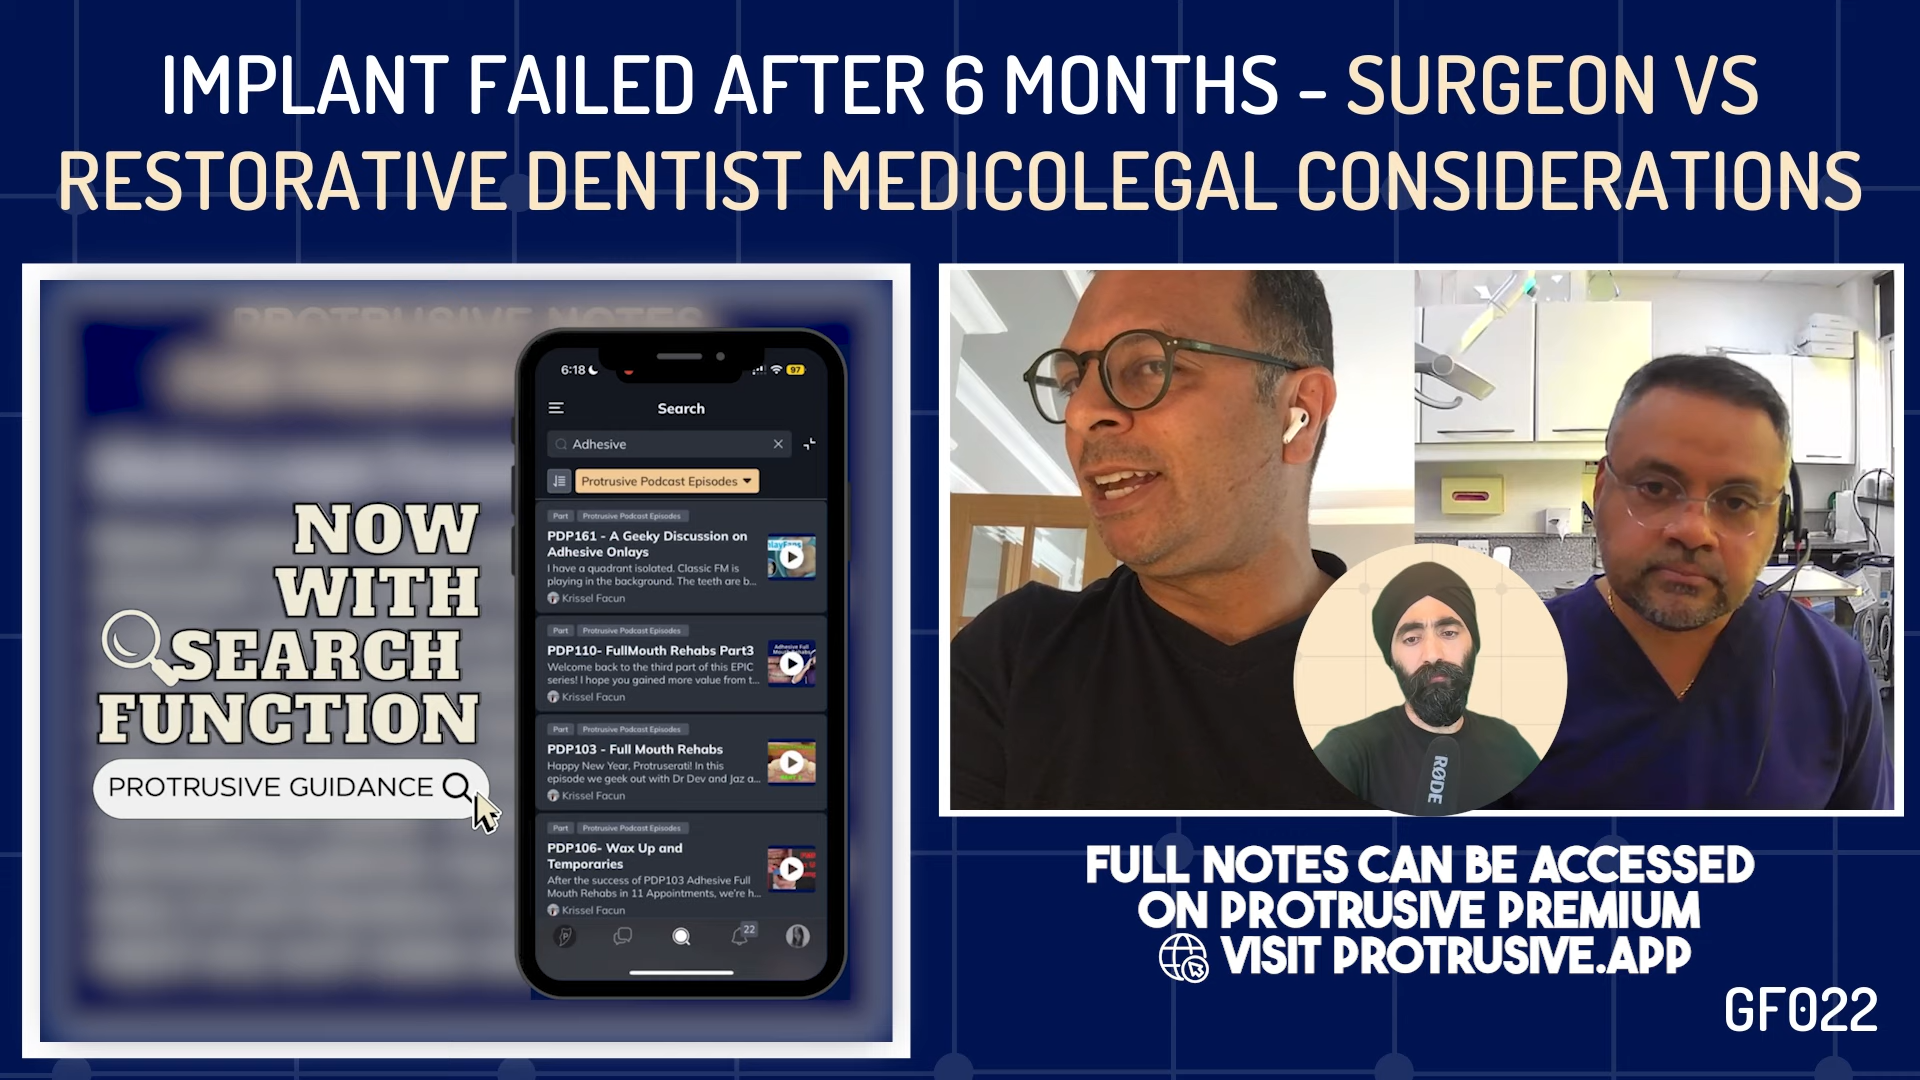 IMPLANT FAILED AFTER 6 MONTHS - SURGEON VS
RESTORATIVE DENTIST MEDICOLEGAL CONSIDERATIONS
PROTRUSIVE NOTES
NOW
WITH
SEARCH
FUNCTION
PROTRUSIVE GUIDANCE
6:18
97
Search
Adhesive
Protrusive Podcast Episodes
Part Protrusive Podcast Episodes
PDP161 - A Geeky Discussion on
Adhesive Onlays
I have a quadrant isolated. Classic FM is
playing in the background. The teeth are b...
Krissel Facun
Part Protrusive Podcast Episodes
PDP110- FullMouth Rehabs Part3
Welcome back to the third part of this EPIC
series! I hope you gained more value from t...
Krissel Facun
Part Protrusive Podcast Episodes
PDP103 - Full Mouth Rehabs
Happy New Year, Protruserati! In this
episode we geek out with Dr Dev and Jaz a...
Krissel Facun
Part Protrusive Podcast Episodes
PDP106- Wax Up and
Temporaries
After the success of PDP103 Adhesive Full
Mouth Rehabs in 11 Appointments, we're h...
Krissel Facun
22
RØDE
FULL NOTES CAN BE ACCESSED
ON PROTRUSIVE PREMIUM
VISIT PROTRUSIVE.APP
GF022